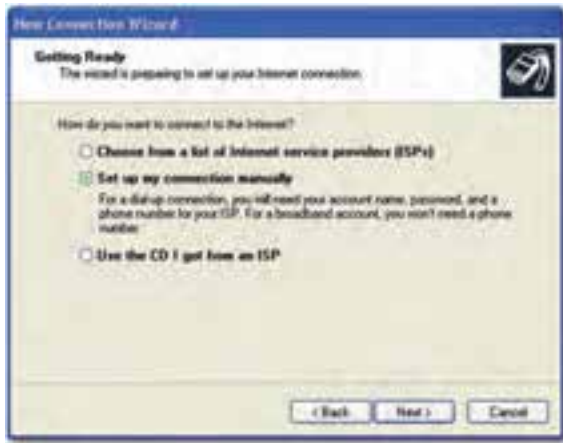 New Connection Wizard
Getting Ready
The wizard is preparing to set up your Internet connection.
How do you want to connect to the Internet?
Choose from a list of Internet service providers (ISPs)
Set up my connection manually
For a dial-up connection, you will need your account name, password, and a
phone number for your ISP. For a broadband account, you won't need a phone
number.
Use the CD I got from an ISP
< Back
Next >
Cancel